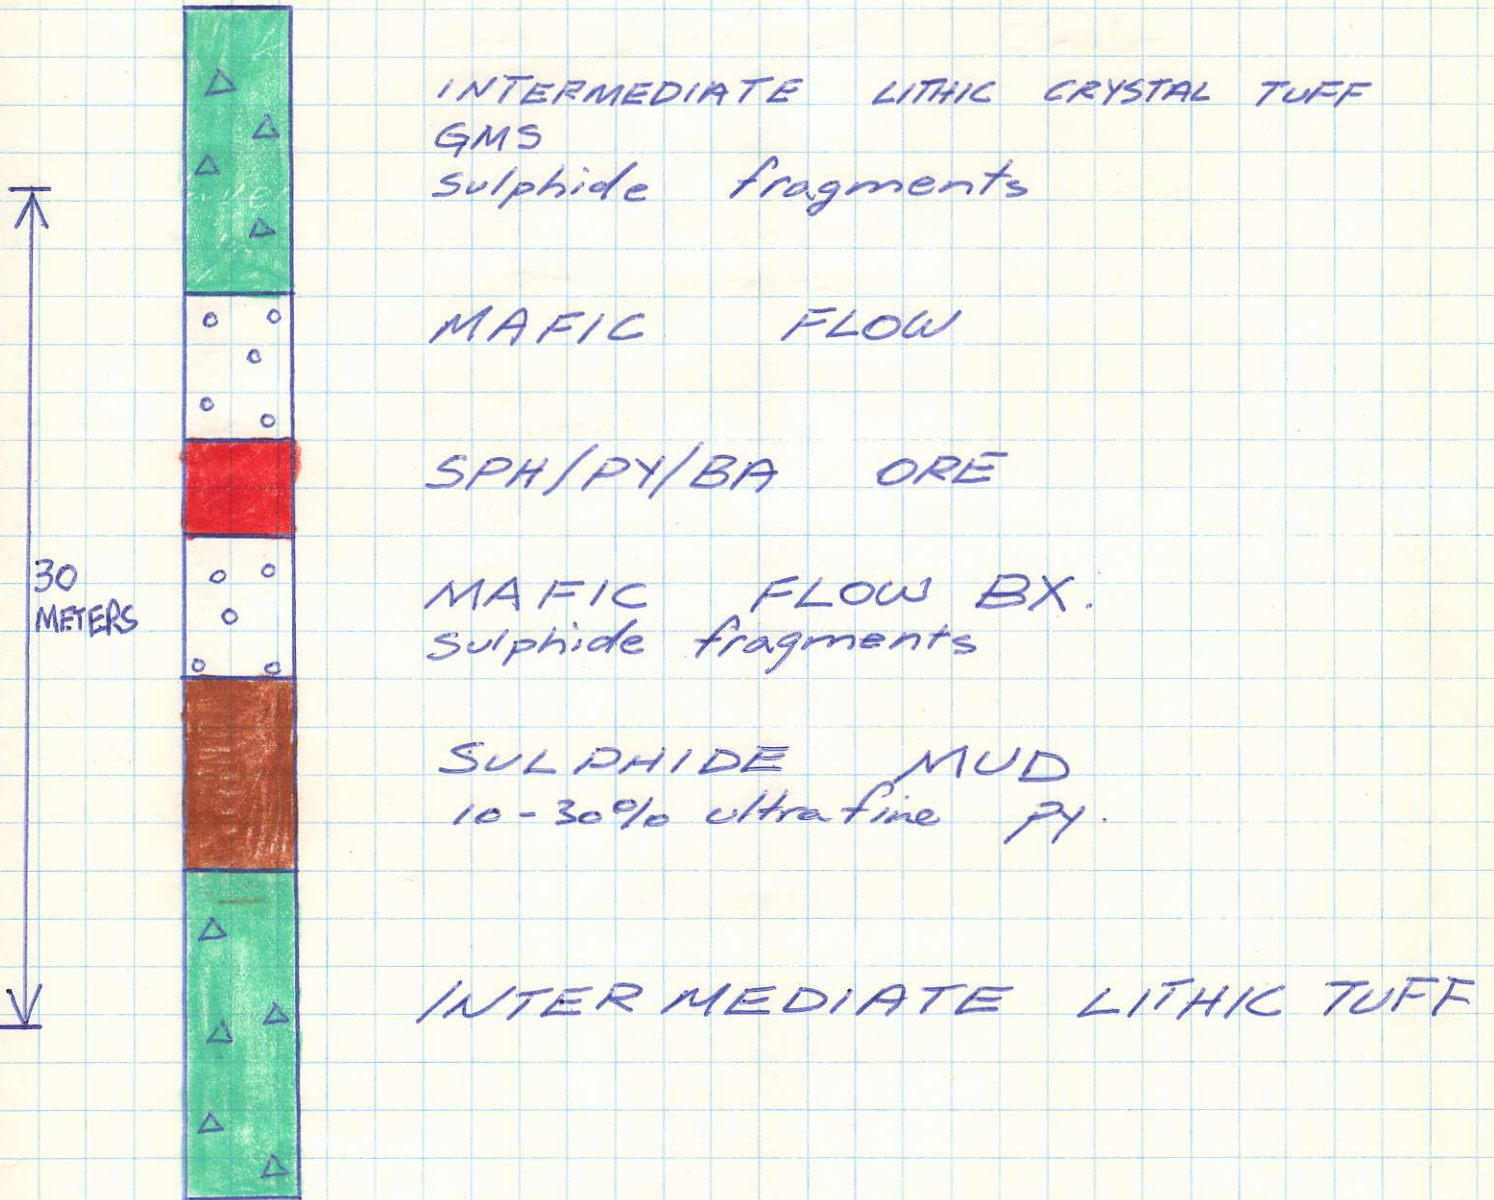 INTERMEDIATE LITHIC CRYSTAL TUFF
GMS
sulphide fragments
MAFIC FLOW
SPH/PY/BA ORE
30
METERS
MAFIC FLOW BX.
sulphide fragments
SULPHIDE MUD
10-30% ultrafine py.
INTERMEDIATE LITHIC TUFF